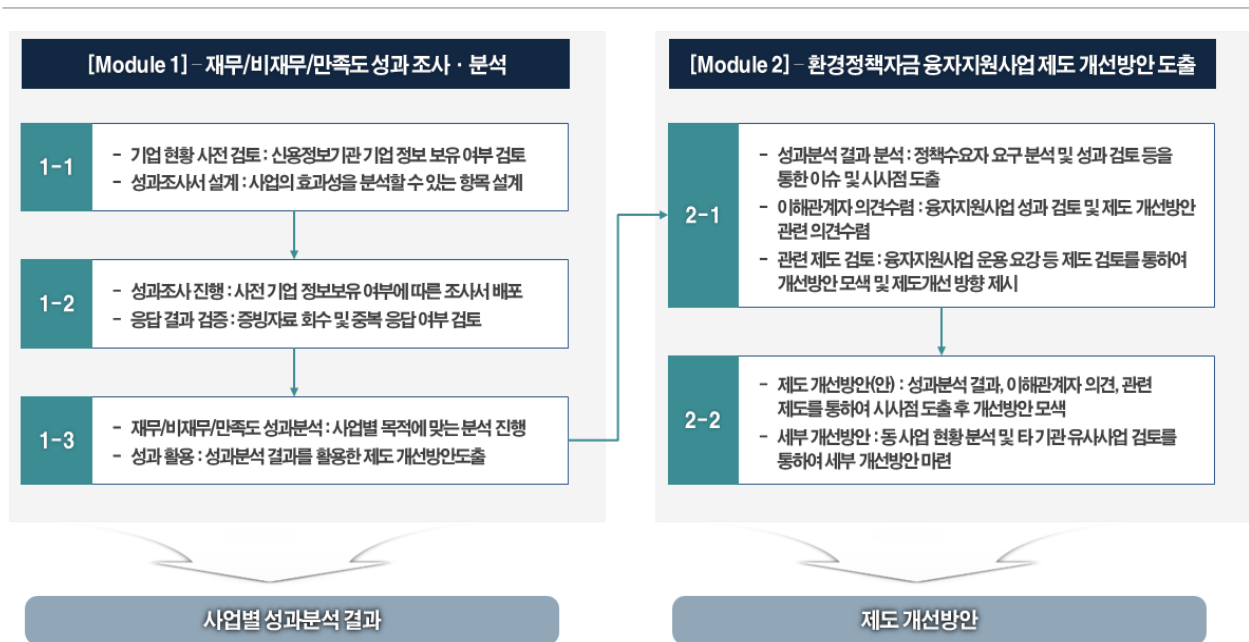 [Module 1] – 재무/비재무/만족도 성과 조사 · 분석
1-1
– 기업 현황 사전 검토 : 신용정보기관 기업 정보 보유 여부 검토
– 성과조사서 설계 : 사업의 효과성을 분석할 수 있는 항목 설계
1-2
– 성과조사 진행 : 사전 기업 정보보유 여부에 따른 조사서 배포
– 응답 결과 검증 : 증빙자료 회수 및 중복 응답 여부 검토
1-3
– 재무/비재무/만족도 성과분석 : 사업별 목적에 맞는 분석 진행
– 성과 활용 : 성과분석 결과를 활용한 제도 개선방안도출
사업별 성과분석 결과
[Module 2] – 환경정책자금 융자지원사업 제도 개선방안 도출
2-1
– 성과분석 결과 분석 : 정책수요자 요구 분석 및 성과 검토 등을
통한 이슈 및 시사점 도출
– 이해관계자 의견수렴 : 융자지원사업 성과 검토 및 제도 개선방안
관련 의견수렴
– 관련 제도 검토 : 융자지원사업 운용 요강 등 제도 검토를 통하여
개선방안 모색 및 제도개선 방향 제시
2-2
– 제도 개선방안(안) : 성과분석 결과, 이해관계자 의견, 관련
제도를 통하여 시사점 도출 후 개선방안 모색
– 세부 개선방안 : 동 사업 현황 분석 및 타 기관 유사사업 검토를
통하여 세부 개선방안 마련
제도 개선방안